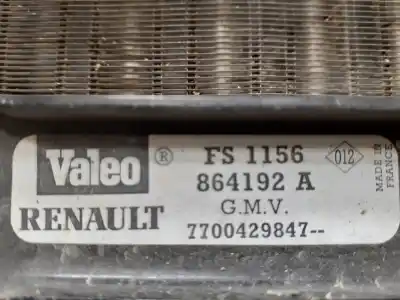 Valeo ® FS 1156
864192 A
RENAULT G.M.V.
7700429847--
012
MADE IN
FRANCE